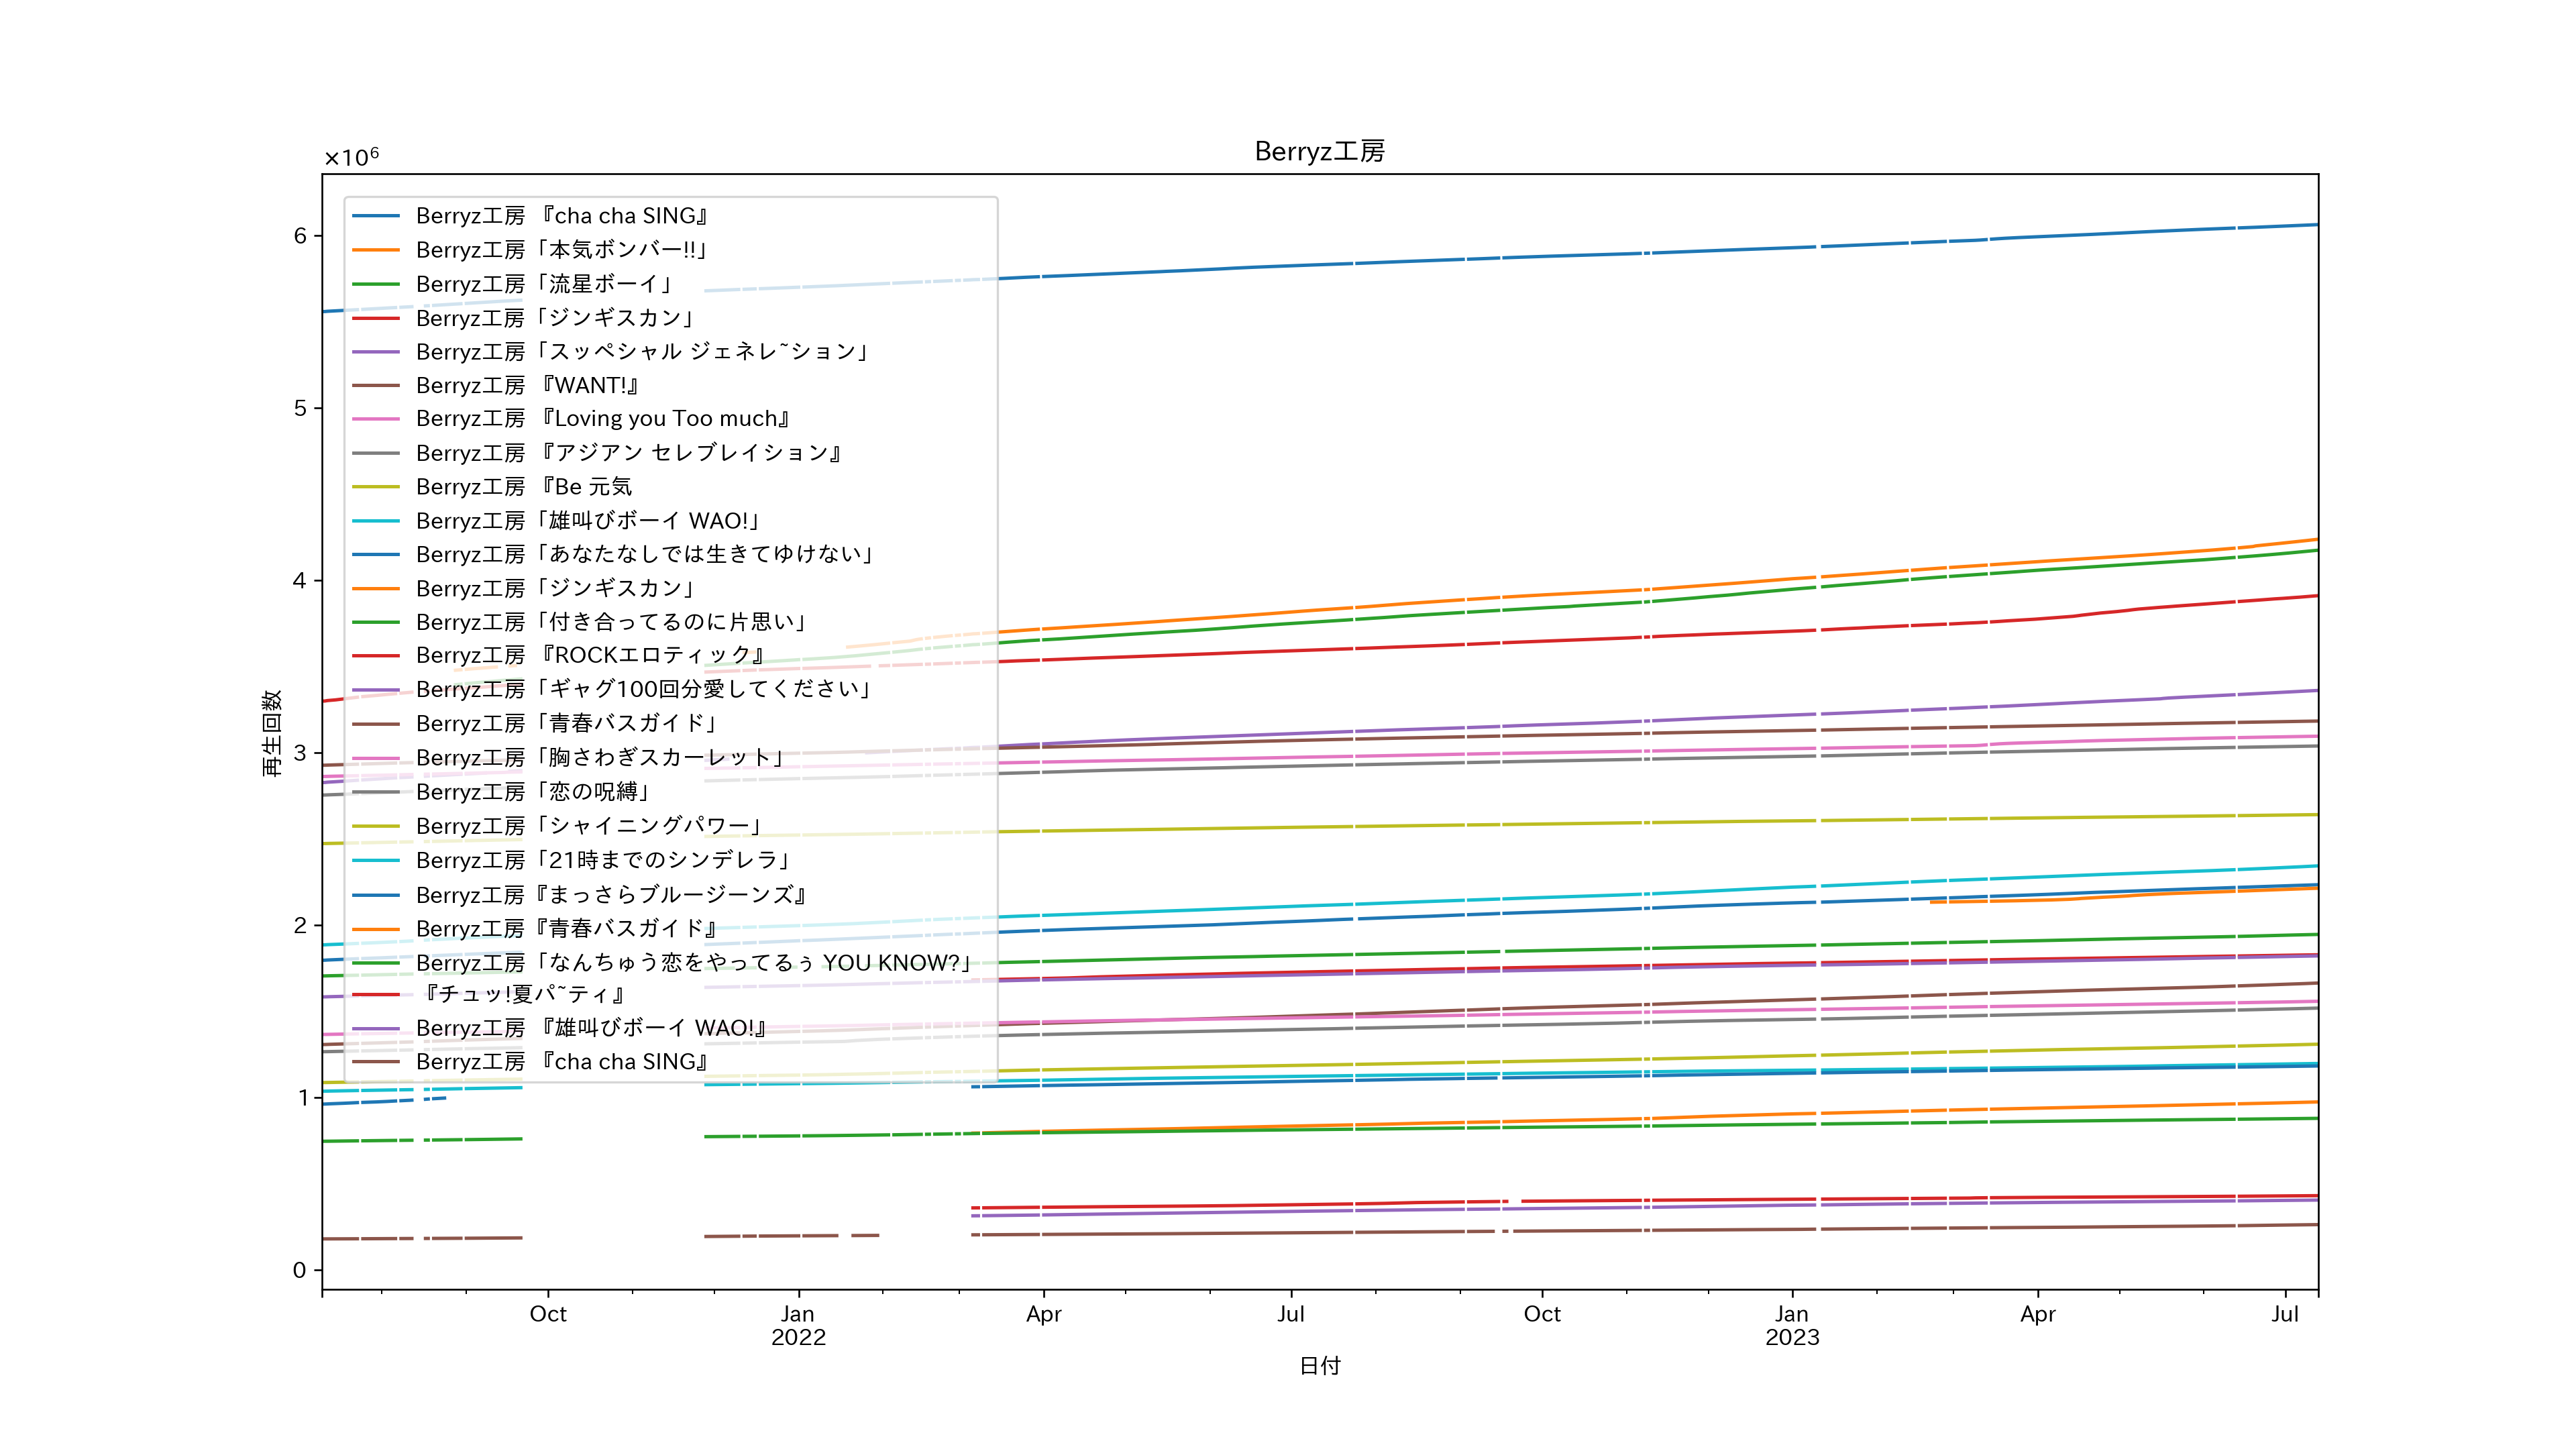 Berryz工房
×10⁶
6
5
4
3
2
1
0
再生回数
Berryz工房 『cha cha SING』
Berryz工房「本気ボンバー!!」
Berryz工房「流星ボーイ」
Berryz工房「ジンギスカン」
Berryz工房「スッペシャル ジェネレ~ション」
Berryz工房 『WANT!』
Berryz工房 『Loving you Too much』
Berryz工房 『アジアン セレブレイション』
Berryz工房 『Be 元気
Berryz工房「雄叫びボーイ WAO!」
Berryz工房「あなたなしでは生きてゆけない」
Berryz工房「ジンギスカン」
Berryz工房「付き合ってるのに片思い」
Berryz工房 『ROCKエロティック』
Berryz工房「ギャグ100回分愛してください」
Berryz工房「青春バスガイド」
Berryz工房「胸さわぎスカーレット」
Berryz工房「恋の呪縛」
Berryz工房「シャイニングパワー」
Berryz工房「21時までのシンデレラ」
Berryz工房『まっさらブルージーンズ』
Berryz工房『青春バスガイド』
Berryz工房「なんちゅう恋をやってるぅ YOU KNOW?」
『チュッ!夏パ~ティ』
Berryz工房 『雄叫びボーイ WAO!』
Berryz工房 『cha cha SING』
Oct Jan Apr Jul Oct Jan Apr Jul
2022 2023
日付